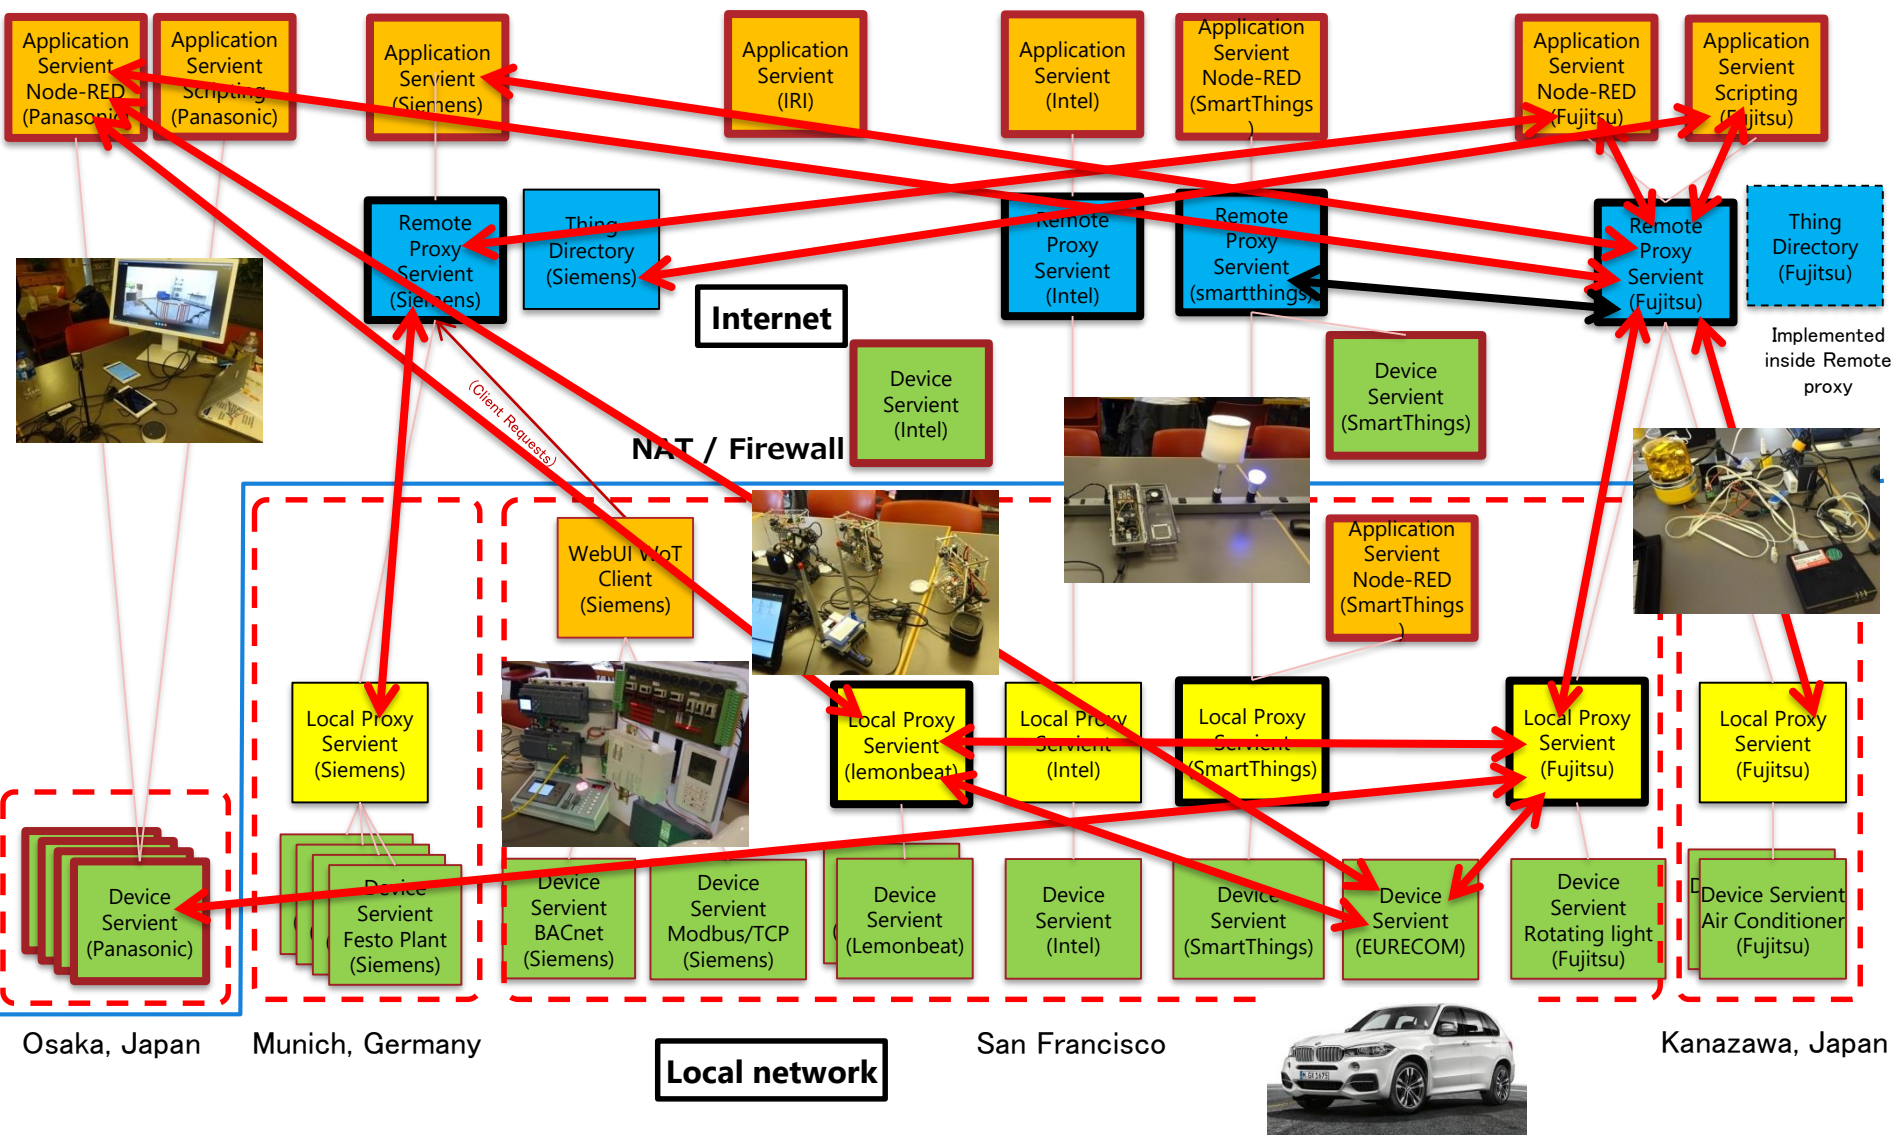 Application
Servient
Node-RED
(Panasonic)
Application
Servient
Scripting
(Panasonic)
Application
Servient
(Siemens)
Application
Servient
(IRI)
Application
Servient
(Intel)
Application
Servient
Node-RED
(SmartThings
)
Application
Servient
Node-RED
(Fujitsu)
Application
Servient
Scripting
(Fujitsu)
Remote
Proxy
Servient
(Siemens)
Thing
Directory
(Siemens)
Remote
Proxy
Servient
(Intel)
Remote
Proxy
Servient
(smartthings)
Remote
Proxy
Servient
(Fujitsu)
Thing
Directory
(Fujitsu)
Internet
Implemented
inside Remote
proxy
Device
Servient
(Intel)
Device
Servient
(SmartThings)
(Client Requests)
NAT / Firewall
WebUI WoT
Client
(Siemens)
Application
Servient
Node-RED
(SmartThings
)
Local Proxy
Servient
(Siemens)
Local Proxy
Servient
(lemonbeat)
Local Proxy
Servient
(Intel)
Local Proxy
Servient
(SmartThings)
Local Proxy
Servient
(Fujitsu)
Local Proxy
Servient
(Fujitsu)
Device
Servient
(Panasonic)
Device
Servient
Festo Plant
(Siemens)
Device
Servient
BACnet
(Siemens)
Device
Servient
Modbus/TCP
(Siemens)
Device
Servient
(Lemonbeat)
Device
Servient
(Intel)
Device
Servient
(SmartThings)
Device
Servient
(EURECOM)
Device
Servient
Rotating light
(Fujitsu)
Device Servient
Air Conditioner
(Fujitsu)
Osaka, Japan
Munich, Germany
San Francisco
Kanazawa, Japan
Local network